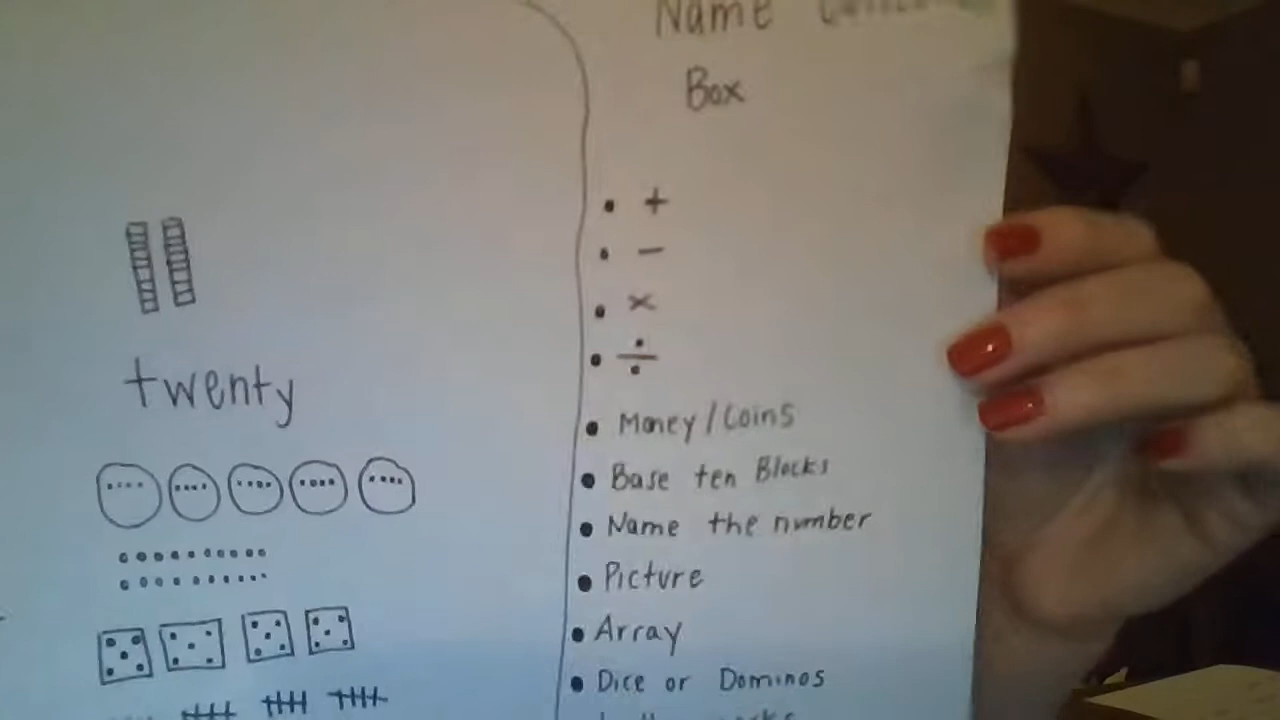 Name
Box
• +
• −
• ×
• ÷
twenty
• Money/Coins
• Base ten Blocks
• Name the number
• Picture
• Array
• Dice or Dominos